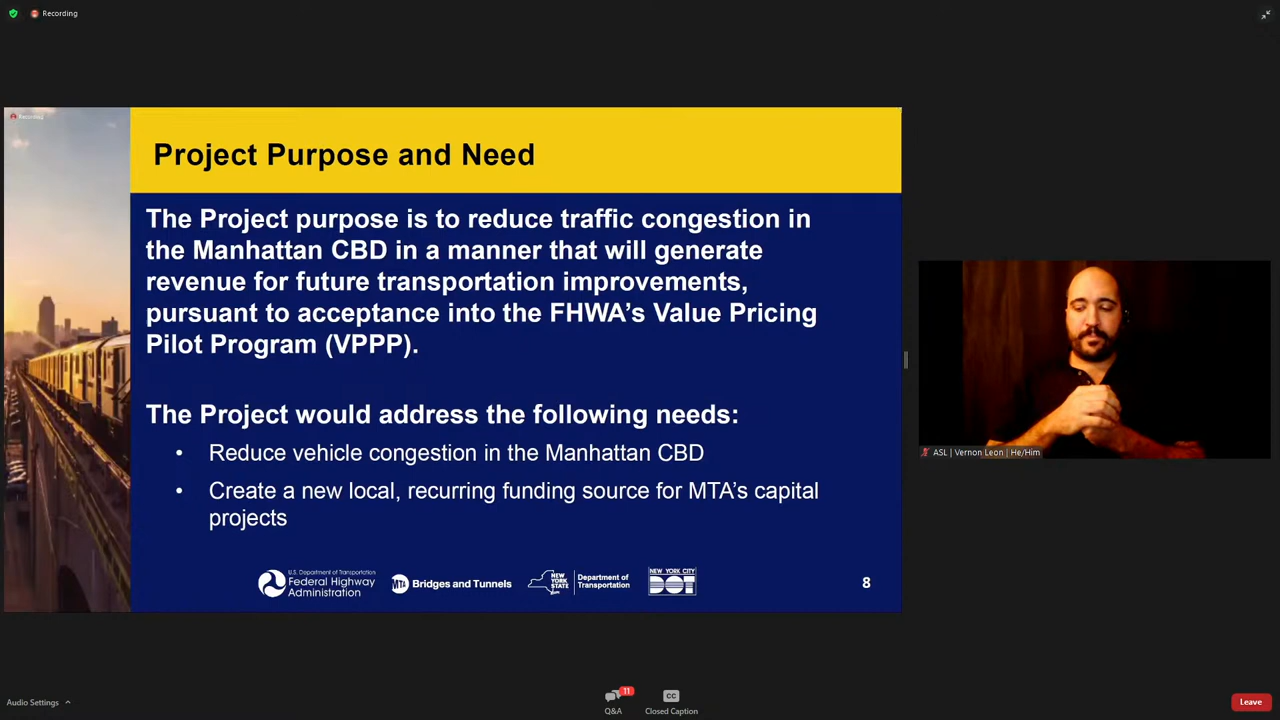 Recording
Recording
Project Purpose and Need
The Project purpose is to reduce traffic congestion in
the Manhattan CBD in a manner that will generate
revenue for future transportation improvements,
pursuant to acceptance into the FHWA’s Value Pricing
Pilot Program (VPPP).
The Project would address the following needs:
• Reduce vehicle congestion in the Manhattan CBD
• Create a new local, recurring funding source for MTA’s capital
projects
U.S. Department of Transportation
Federal Highway
Administration
MTA Bridges and Tunnels
NEW
YORK
STATE
Department of
Transportation
NEW YORK CITY
DOT
8
ASL | Vernon Leon | He/Him
Audio Settings
11
Q&A
CC
Closed Caption
Leave